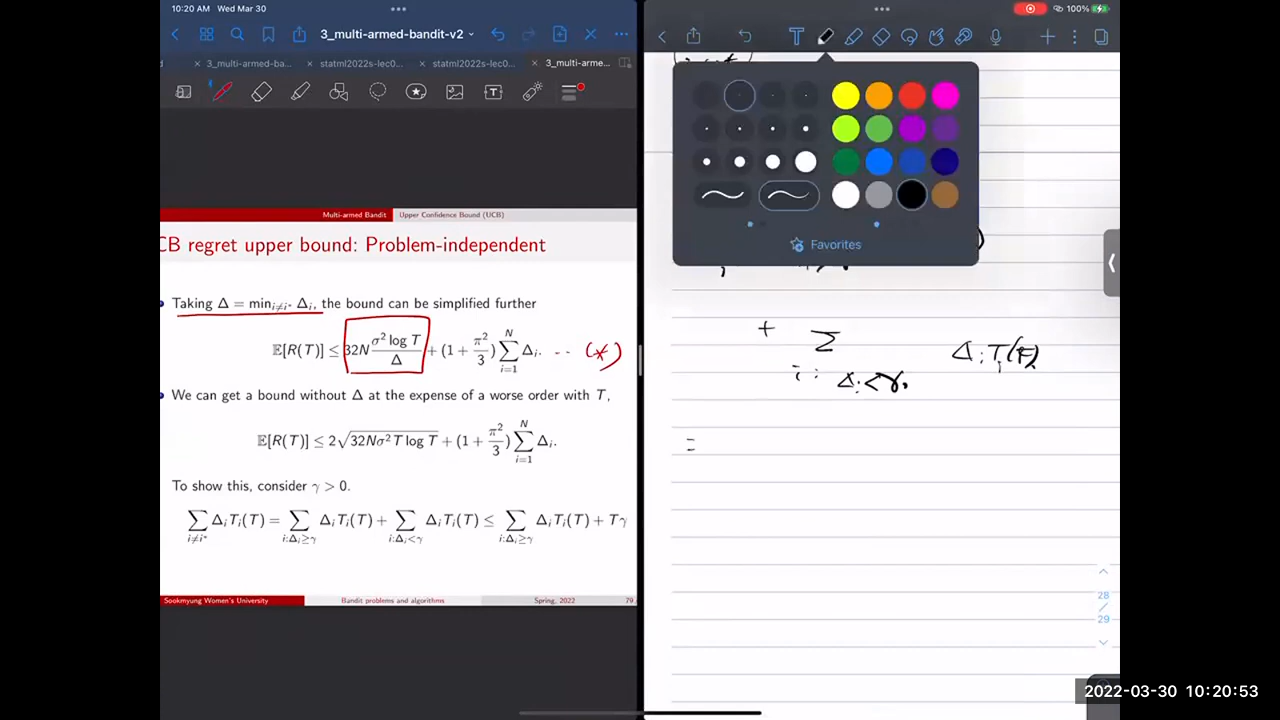 10:20 AM Wed Mar 30
100%
3_multi-armed-bandit-v2
3_multi-armed-ba...
statml2022s-lec0...
statml2022s-lec0...
3_multi-arme...
Multi-armed Bandit Upper Confidence Bound (UCB)
CB regret upper bound: Problem-independent
Taking Δ = min_{i≠i*} Δ_i, the bound can be simplified further
𝔼[R(T)] ≤ 32N σ² log T / Δ + (1 + π²/3) ∑_{i=1}^{N} Δ_i. -- (*)
We can get a bound without Δ at the expense of a worse order with T,
𝔼[R(T)] ≤ 2√(32Nσ²T log T) + (1 + π²/3) ∑_{i=1}^{N} Δ_i.
To show this, consider γ > 0.
∑_{i≠i*} Δ_i T_i(T) = ∑_{i:Δ_i≥γ} Δ_i T_i(T) + ∑_{i:Δ_i<γ} Δ_i T_i(T) ≤ ∑_{i:Δ_i≥γ} Δ_i T_i(T) + Tγ
Sookmyung Women's University Bandit problems and algorithms Spring, 2022 79
Favorites
+ ∑_{i: Δ_i<γ} Δ_i T_i(T)
=
28
/
29
2022-03-30 10:20:53